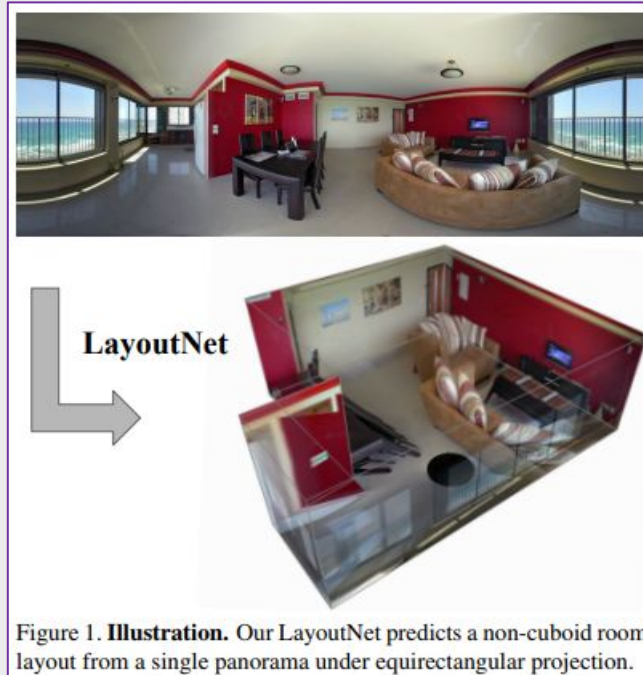 LayoutNet
Figure 1. Illustration. Our LayoutNet predicts a non-cuboid room
layout from a single panorama under equirectangular projection.